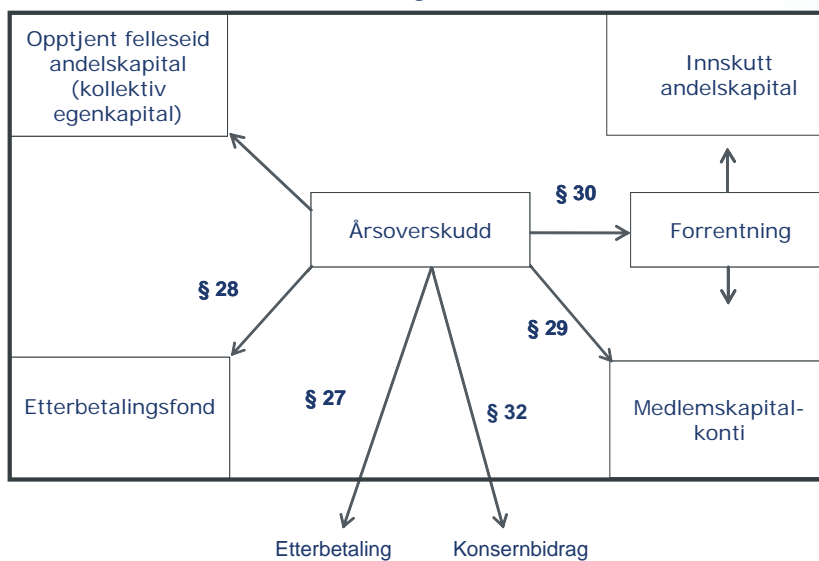 Opptjent felleseid
andelskapital
(kollektiv
egenkapital)
Innskutt
andelskapital
§ 30
Årsoverskudd
Forrentning
§ 28
§ 29
Etterbetalingsfond
§ 27
§ 32
Medlemskapital-
konti
Etterbetaling
Konsernbidrag